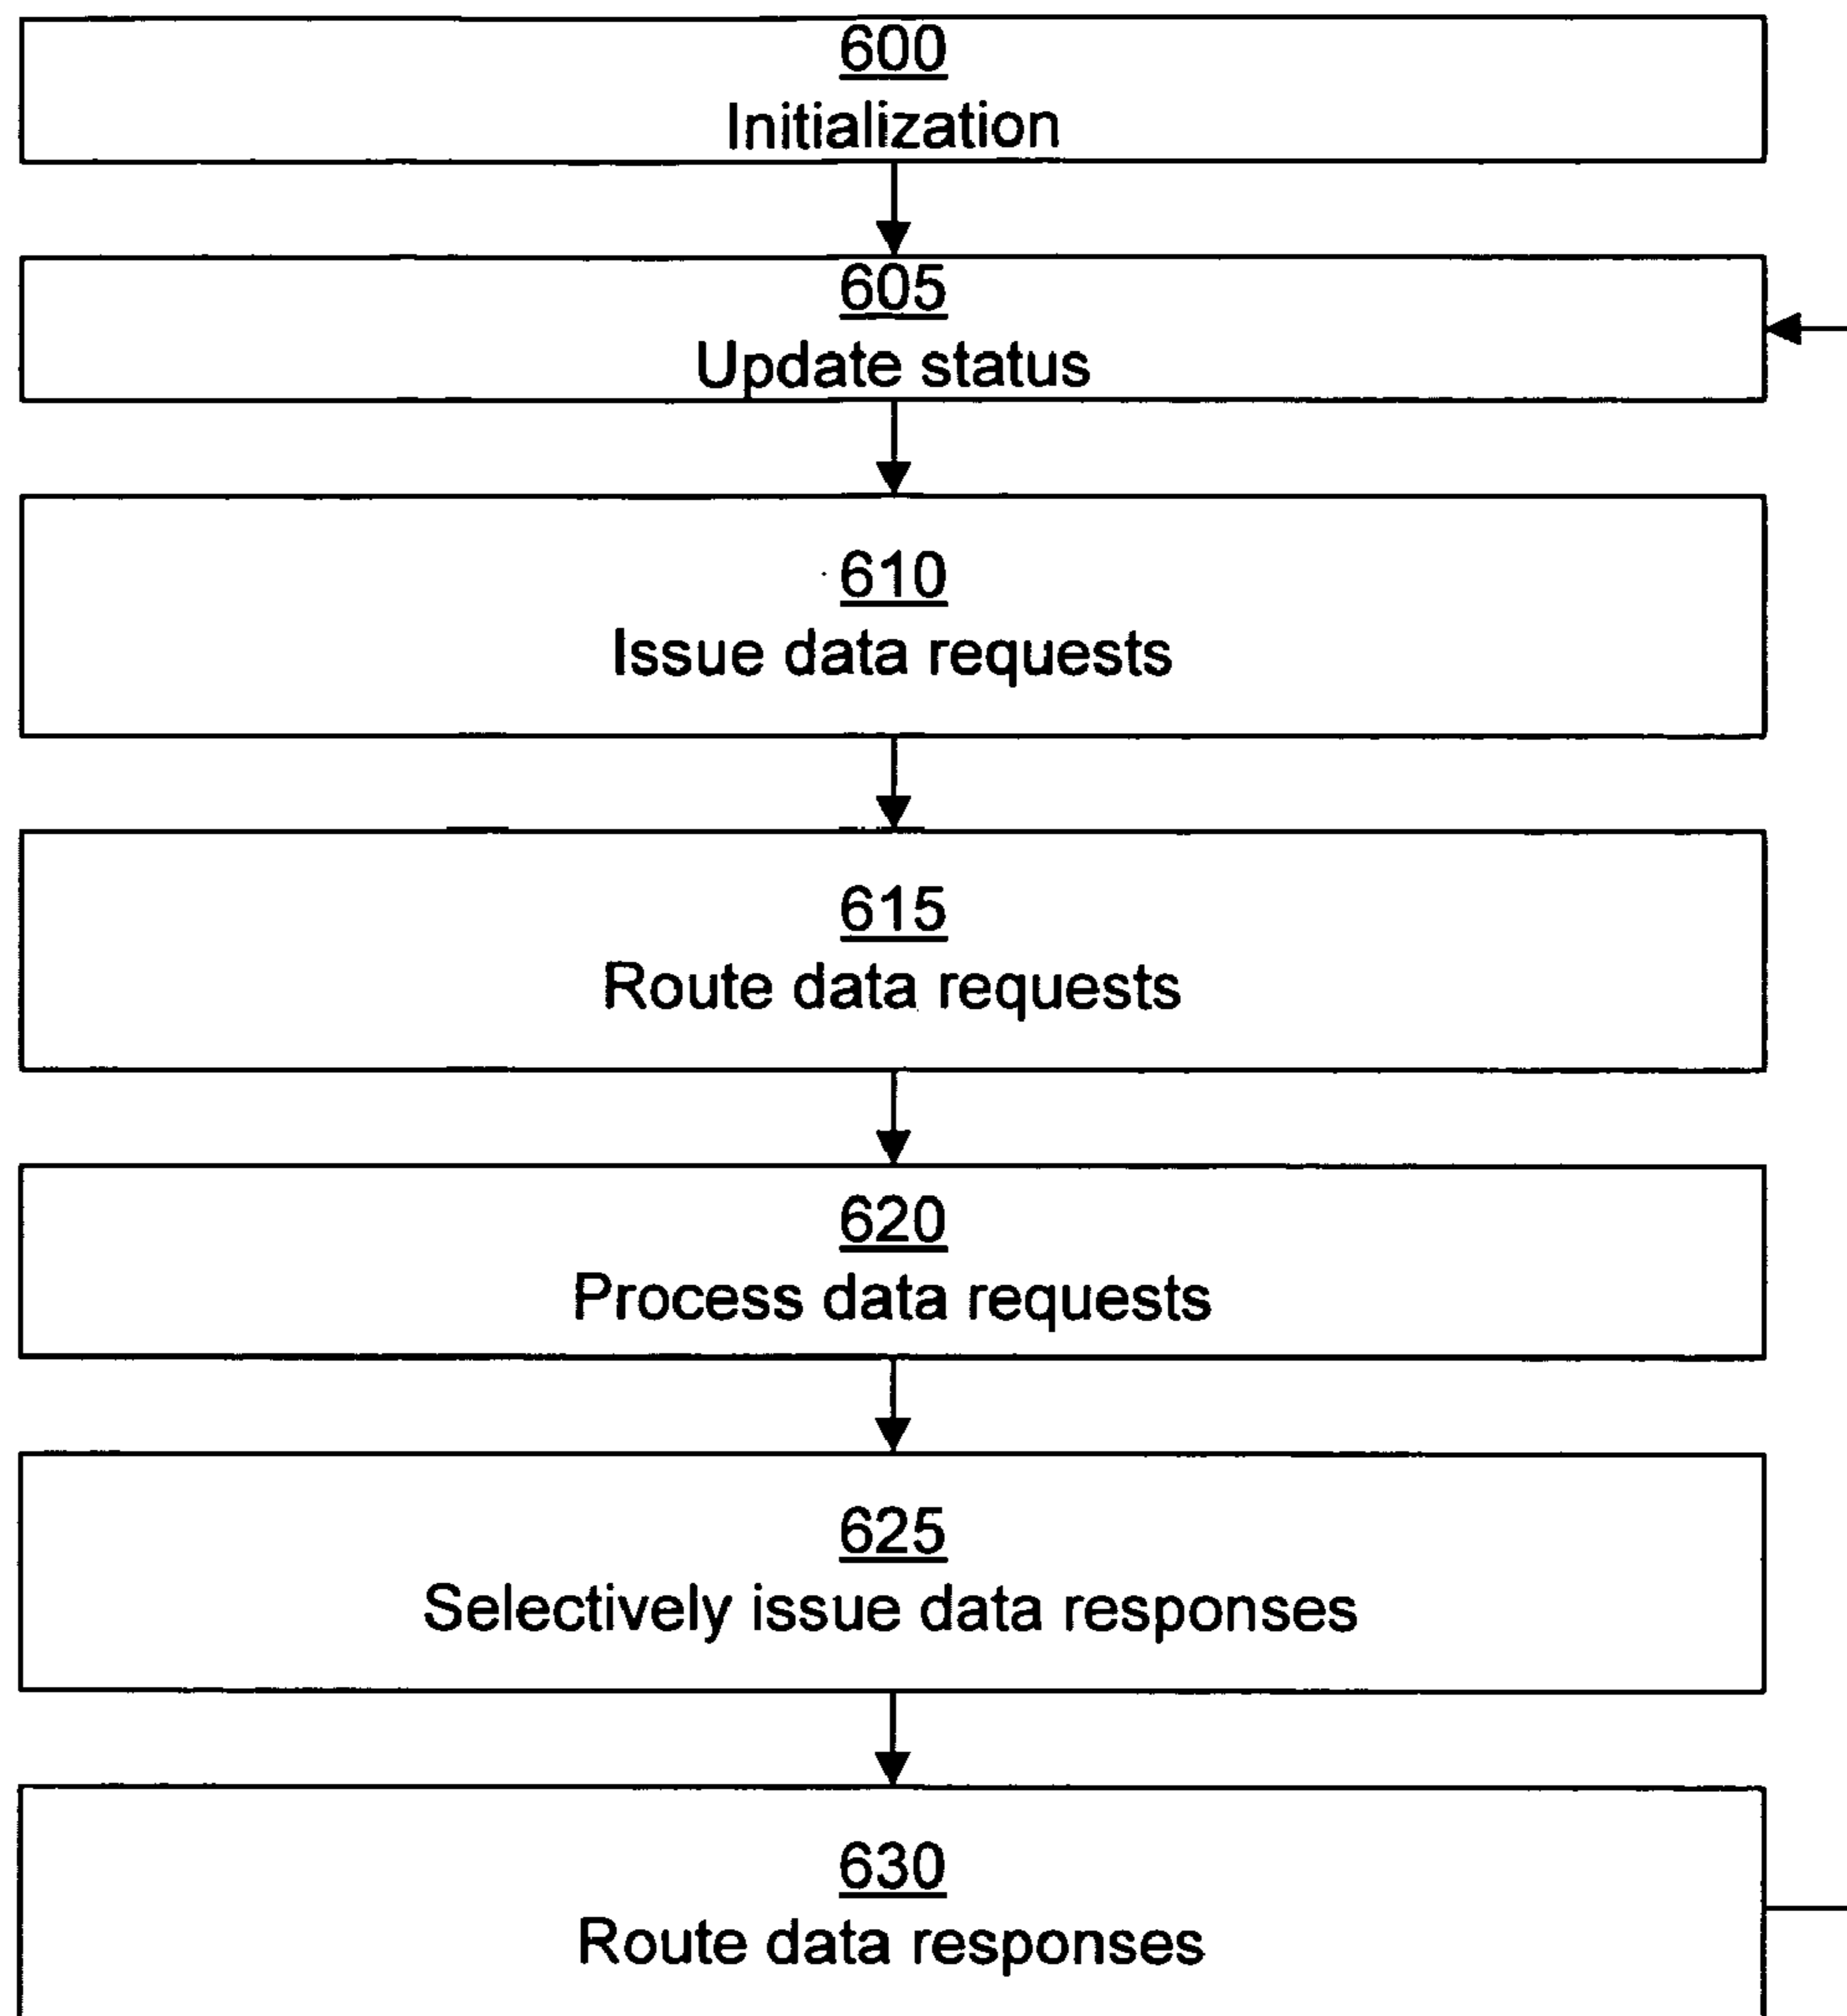 600
Initialization
605
Update status
610
Issue data requests
615
Route data requests
620
Process data requests
625
Selectively issue data responses
630
Route data responses